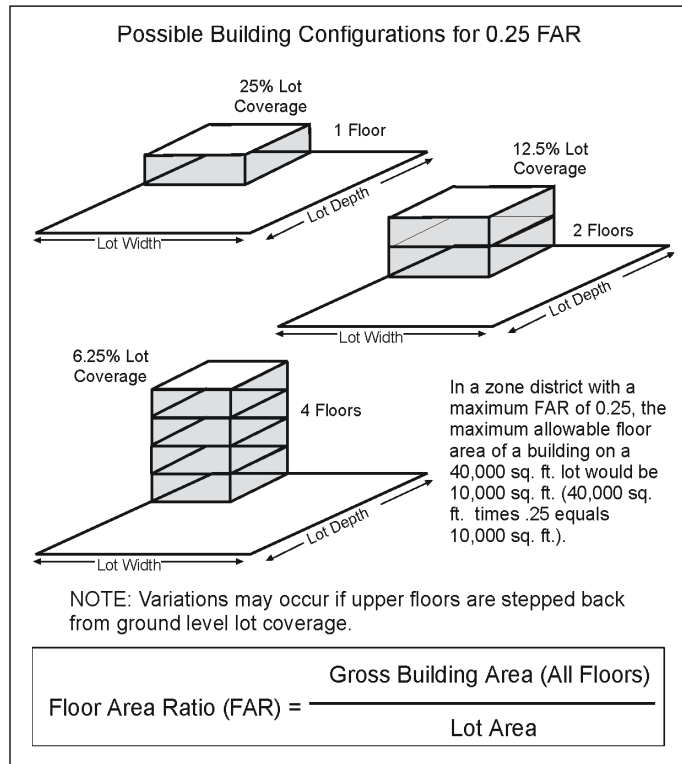 Possible Building Configurations for 0.25 FAR
25% Lot
Coverage
1 Floor
Lot Depth
Lot Width
12.5% Lot
Coverage
2 Floors
Lot Depth
Lot Width
6.25% Lot
Coverage
4 Floors
Lot Depth
Lot Width
In a zone district with a
maximum FAR of 0.25, the
maximum allowable floor
area of a building on a
40,000 sq. ft. lot would be
10,000 sq. ft. (40,000 sq.
ft. times .25 equals
10,000 sq. ft.).
NOTE: Variations may occur if upper floors are stepped back
from ground level lot coverage.
Floor Area Ratio (FAR) =
Gross Building Area (All Floors)
Lot Area